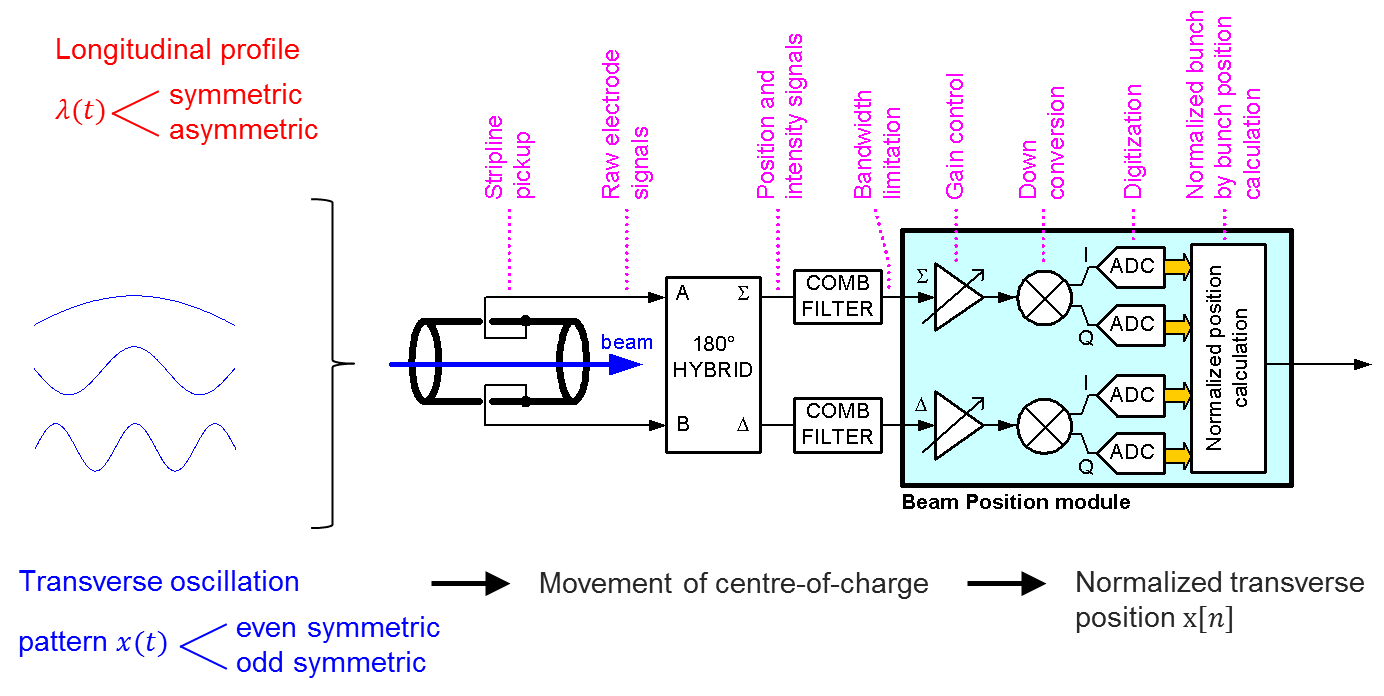 Longitudinal profile
λ(t)
symmetric
asymmetric
Stripline
pickup
Raw electrode
signals
Position and
intensity signals
Bandwidth
limitation
Gain control
Down
conversion
Digitization
Normalized bunch
by bunch position
calculation
beam
A
Σ
180°
HYBRID
B
Δ
COMB
FILTER
COMB
FILTER
Σ
I
ADC
Q
ADC
Δ
I
ADC
Q
ADC
Normalized position
calculation
Beam Position module
Transverse oscillation
pattern x(t)
even symmetric
odd symmetric
Movement of centre-of-charge
Normalized transverse
position x[n]